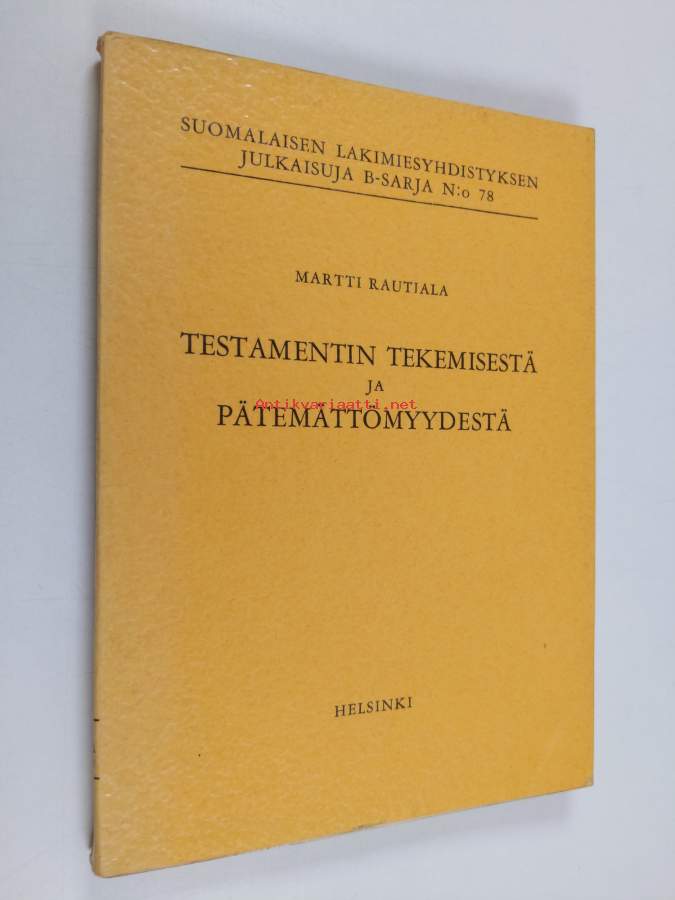 SUOMALAISEN LAKIMIESYHDISTYKSEN
JULKAISUJA B-SARJA N:o 78
MARTTI RAUTIALA
TESTAMENTIN TEKEMISESTÄ
JA
Antikvariaatti.net
PÄTEMÄTTÖMYYDESTÄ
HELSINKI